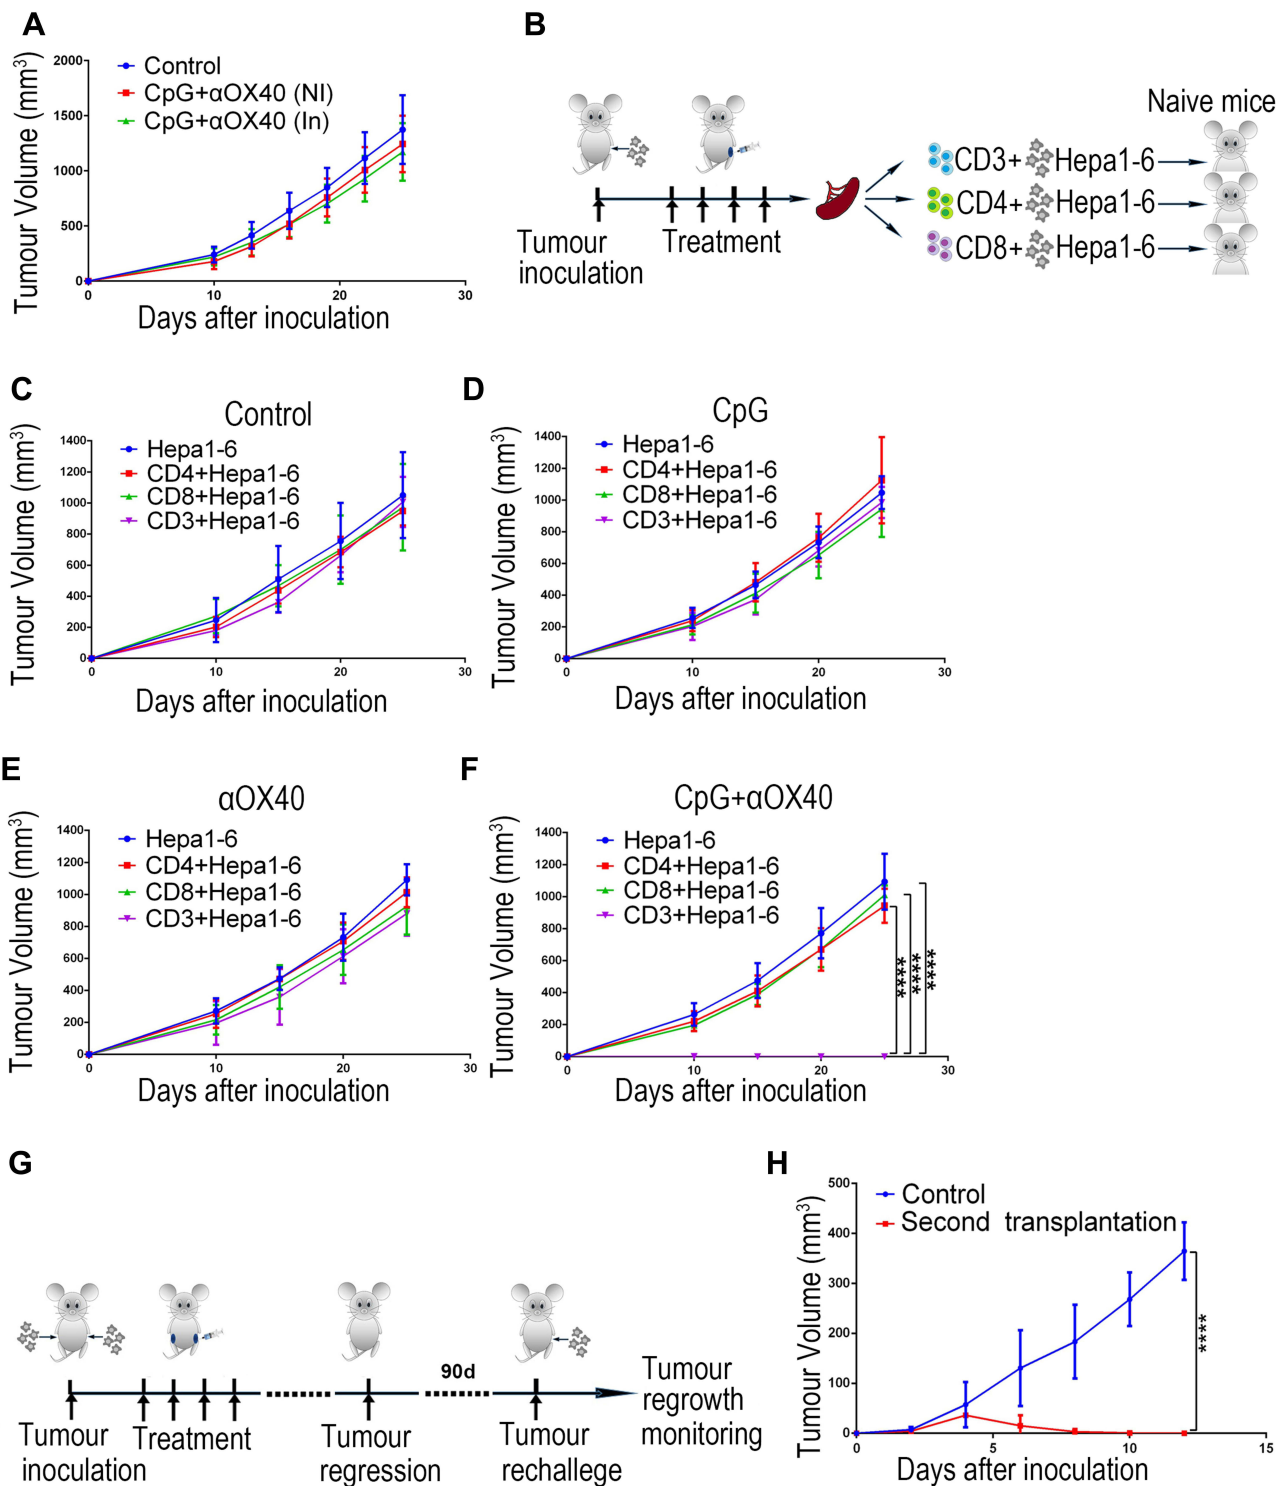 A
Tumour Volume (mm³)
2000
1500
1000
500
0
0
10
20
30
Control
CpG+αOX40 (NI)
CpG+αOX40 (In)
Days after inoculation
B
Naive mice
CD3+ Hepa1-6
CD4+ Hepa1-6
CD8+ Hepa1-6
Tumour
inoculation
Treatment
C
Control
Tumour Volume (mm³)
1400
1200
1000
800
600
400
200
0
0
10
20
30
Hepa1-6
CD4+Hepa1-6
CD8+Hepa1-6
CD3+Hepa1-6
Days after inoculation
D
CpG
Tumour Volume (mm³)
1400
1200
1000
800
600
400
200
0
0
10
20
30
Hepa1-6
CD4+Hepa1-6
CD8+Hepa1-6
CD3+Hepa1-6
Days after inoculation
E
αOX40
Tumour Volume (mm³)
1400
1200
1000
800
600
400
200
0
0
10
20
30
Hepa1-6
CD4+Hepa1-6
CD8+Hepa1-6
CD3+Hepa1-6
Days after inoculation
F
CpG+αOX40
Tumour Volume (mm³)
1400
1200
1000
800
600
400
200
0
0
10
20
30
Hepa1-6
CD4+Hepa1-6
CD8+Hepa1-6
CD3+Hepa1-6
****
****
****
Days after inoculation
G
90d
Tumour
inoculation
Treatment
Tumour
regression
Tumour
rechallege
Tumour
regrowth
monitoring
H
Tumour Volume (mm³)
500
400
300
200
100
0
0
5
10
15
Control
Second transplantation
****
Days after inoculation